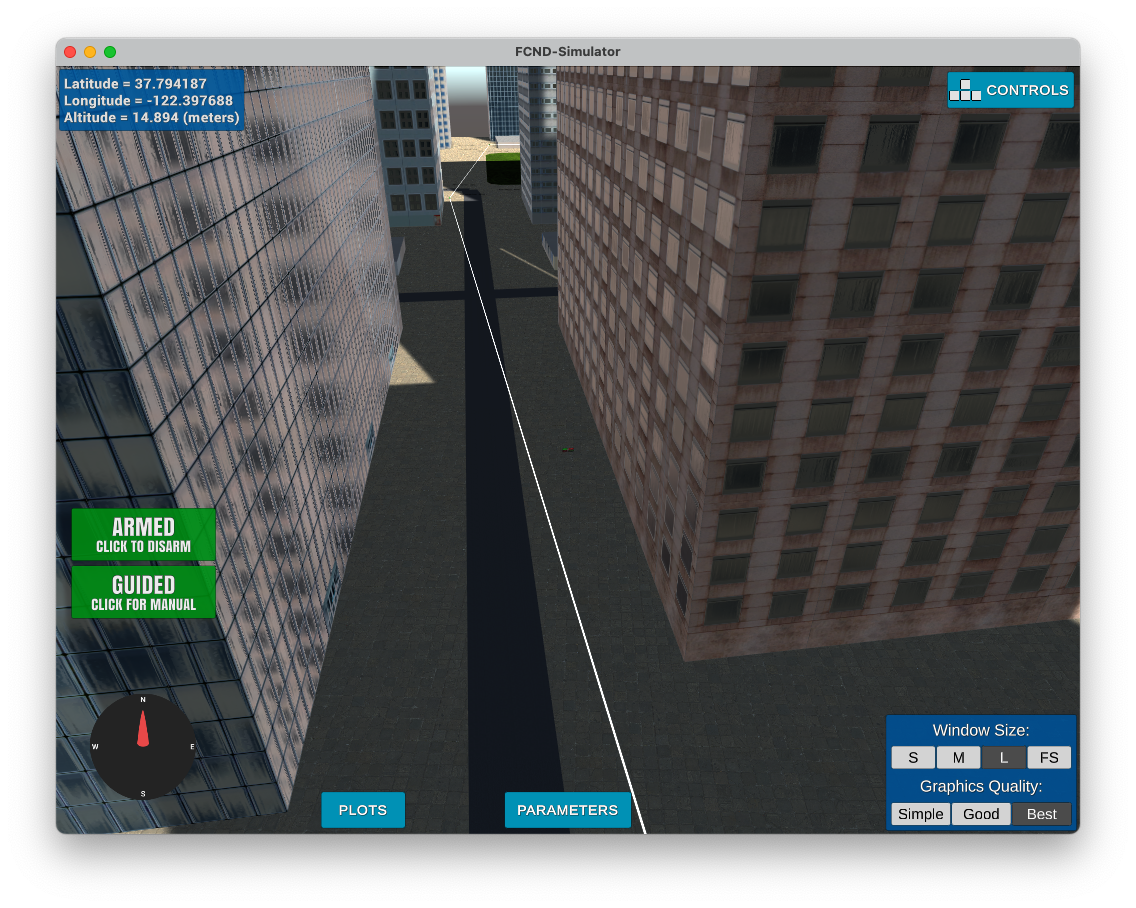 FCND-Simulator
Latitude = 37.794187
Longitude = -122.397688
Altitude = 14.894 (meters)
CONTROLS
ARMED
CLICK TO DISARM
GUIDED
CLICK FOR MANUAL
N
W
E
S
PLOTS
PARAMETERS
Window Size:
S M L FS
Graphics Quality:
Simple Good Best